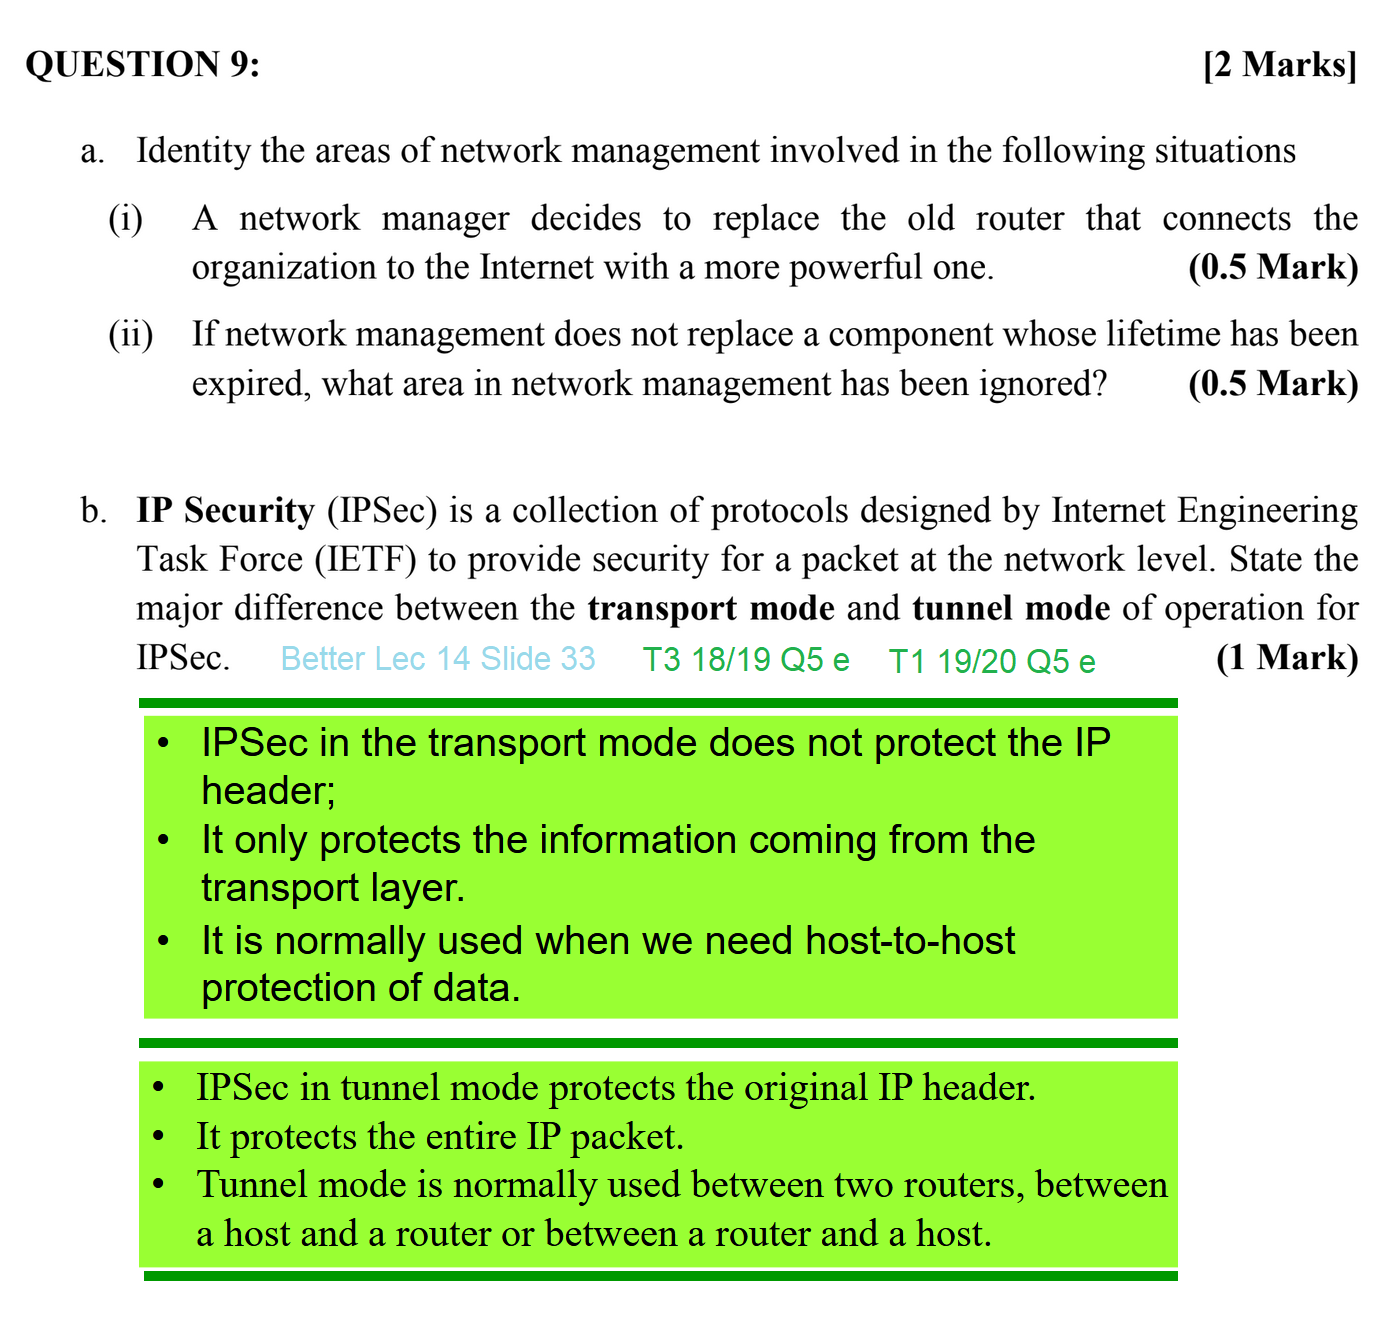 QUESTION 9: [2 Marks]
a. Identity the areas of network management involved in the following situations
(i) A network manager decides to replace the old router that connects the
organization to the Internet with a more powerful one. (0.5 Mark)
(ii) If network management does not replace a component whose lifetime has been
expired, what area in network management has been ignored? (0.5 Mark)
b. IP Security (IPSec) is a collection of protocols designed by Internet Engineering
Task Force (IETF) to provide security for a packet at the network level. State the
major difference between the transport mode and tunnel mode of operation for
IPSec. Better Lec 14 Slide 33 T3 18/19 Q5 e T1 19/20 Q5 e (1 Mark)
• IPSec in the transport mode does not protect the IP
header;
• It only protects the information coming from the
transport layer.
• It is normally used when we need host-to-host
protection of data.
• IPSec in tunnel mode protects the original IP header.
• It protects the entire IP packet.
• Tunnel mode is normally used between two routers, between
a host and a router or between a router and a host.